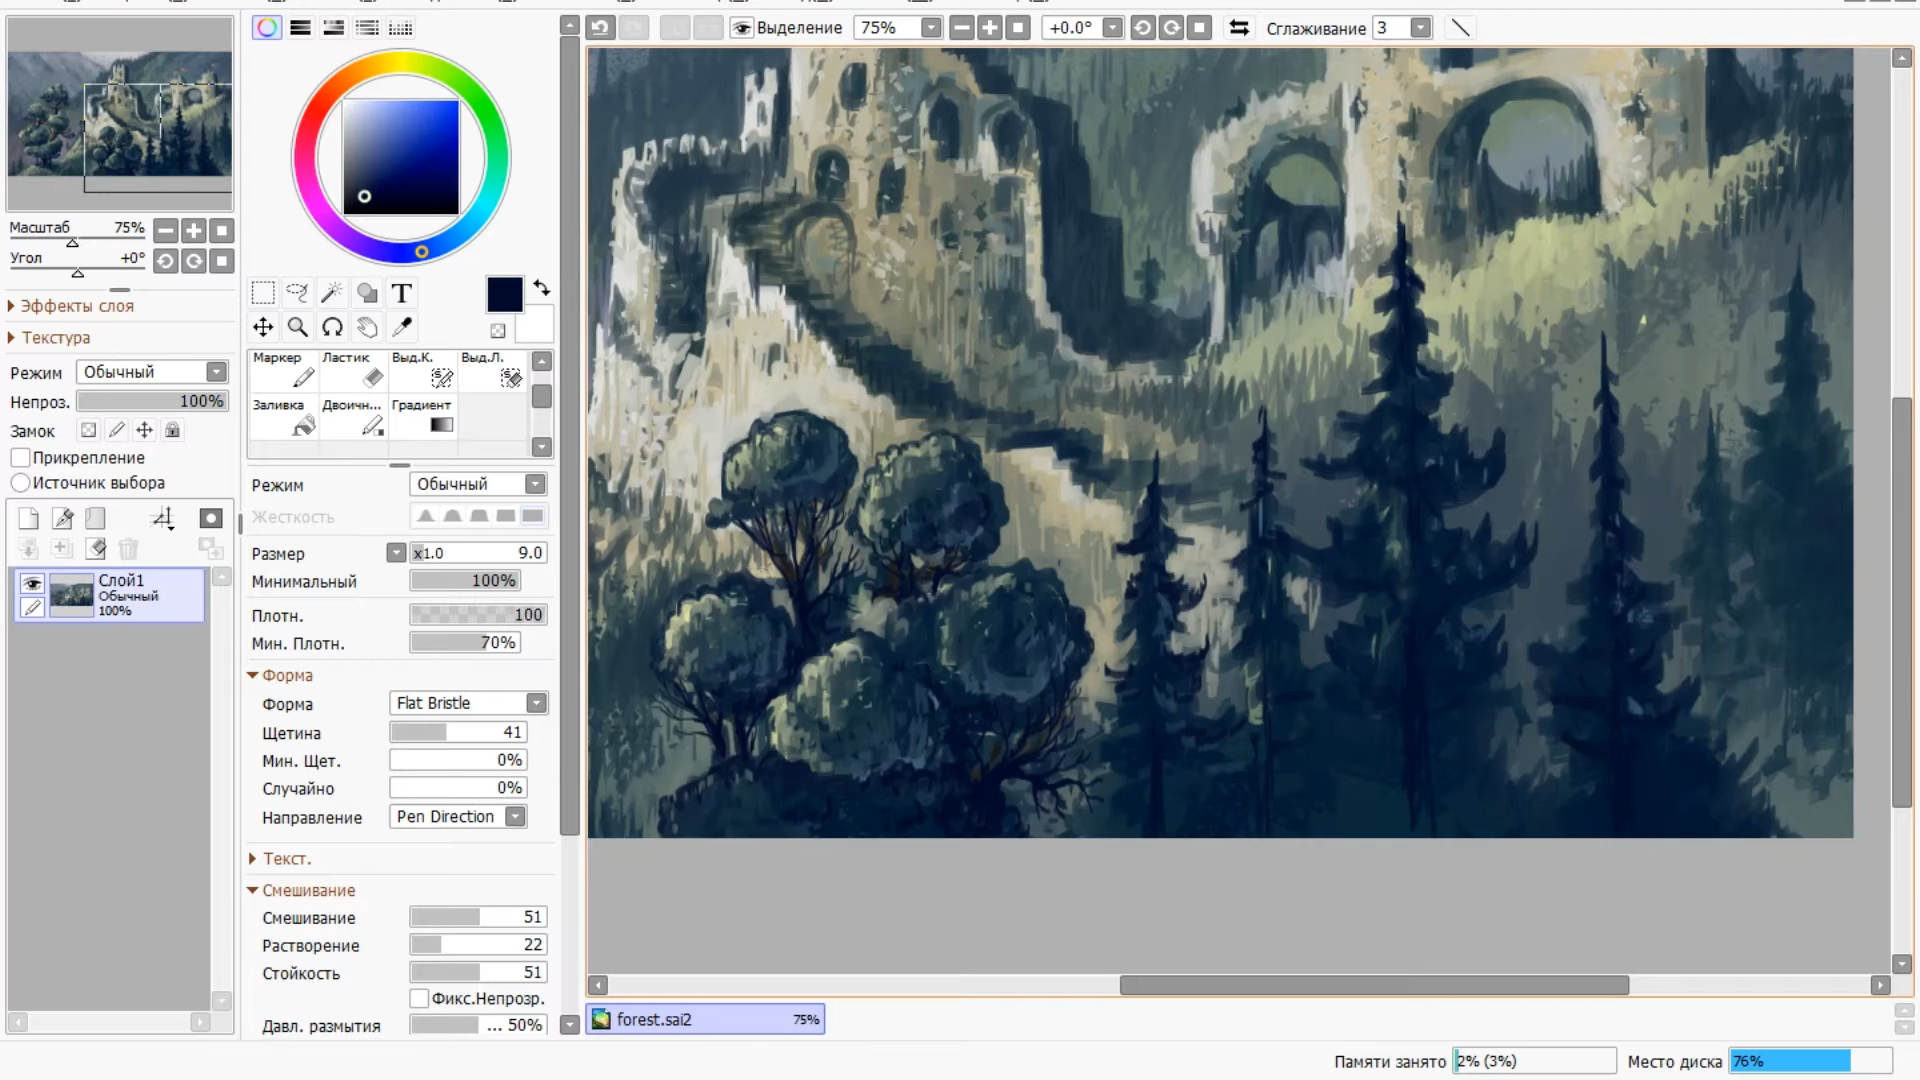 Выделение
75%
+0.0°
Сглаживание
3
Масштаб
75%
Угол
+0°
Эффекты слоя
Текстура
Режим
Обычный
Непроз.
100%
Замок
Прикрепление
Источник выбора
Слой1
Обычный
100%
T
Маркер
Ластик
Выд.К.
Выд.Л.
Заливка
Двоичн...
Градиент
Режим
Обычный
Жесткость
Размер
x1.0
9.0
Минимальный
100%
Плотн.
100
Мин. Плотн.
70%
Форма
Форма
Flat Bristle
Щетина
41
Мин. Щет.
0%
Случайно
0%
Направление
Pen Direction
Текст.
Смешивание
Смешивание
51
Растворение
22
Стойкость
51
Фикс.Непрозр.
Давл. размытия
... 50%
forest.sai2
75%
Памяти занято
2% (3%)
Место диска
76%